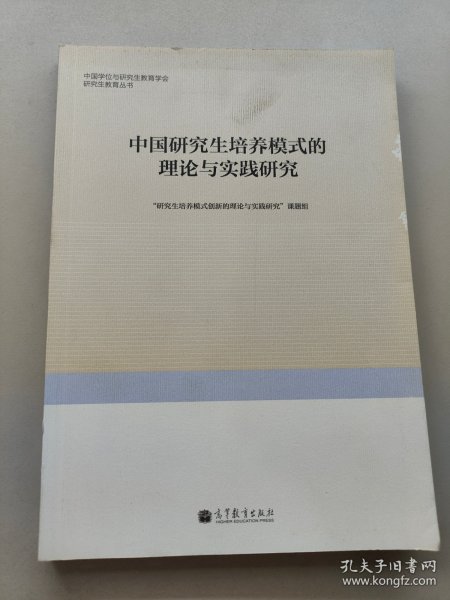 中国学位与研究生教育学会
研究生教育丛书
中国研究生培养模式的
理论与实践研究
“研究生培养模式创新的理论与实践研究”课题组
高等教育出版社
HIGHER EDUCATION PRESS
孔夫子旧书网
www.kongfz.com